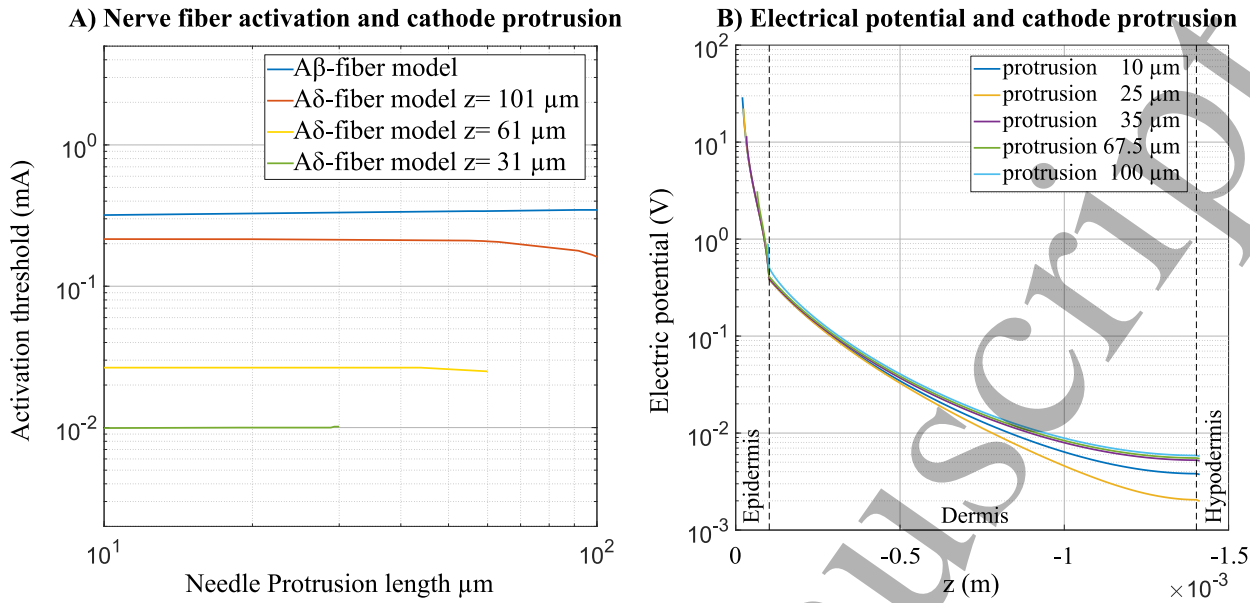 A) Nerve fiber activation and cathode protrusion
Aβ-fiber model
Aδ-fiber model z= 101 µm
Aδ-fiber model z= 61 µm
Aδ-fiber model z= 31 µm
Activation threshold (mA)
10^0
10^-1
10^-2
10^1
10^2
Needle Protrusion length µm
B) Electrical potential and cathode protrusion
protrusion 10 µm
protrusion 25 µm
protrusion 35 µm
protrusion 67.5 µm
protrusion 100 µm
Electric potential (V)
10^2
10^1
10^0
10^-1
10^-2
10^-3
Epidermis
Dermis
Hypodermis
0
-0.5
-1
-1.5
z (m)
×10^-3
uscript